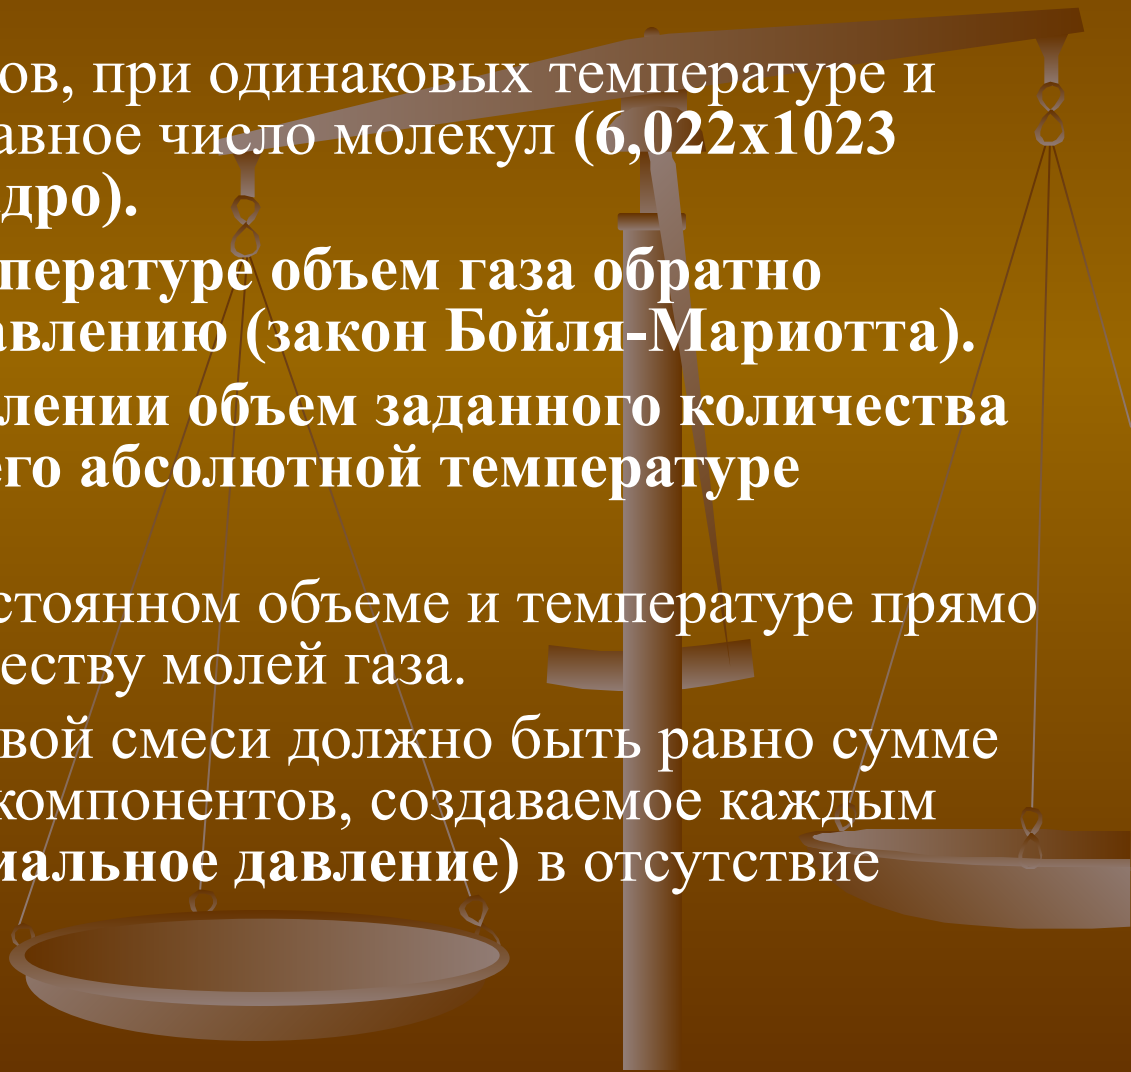 ов, при одинаковых температуре и
авное число молекул (6,022х1023
дро).
пературе объем газа обратно
авлению (закон Бойля-Мариотта).
лении объем заданного количества
его абсолютной температуре
стоянном объеме и температуре прямо
еству молей газа.
вой смеси должно быть равно сумме
компонентов, создаваемое каждым
иальное давление) в отсутствие